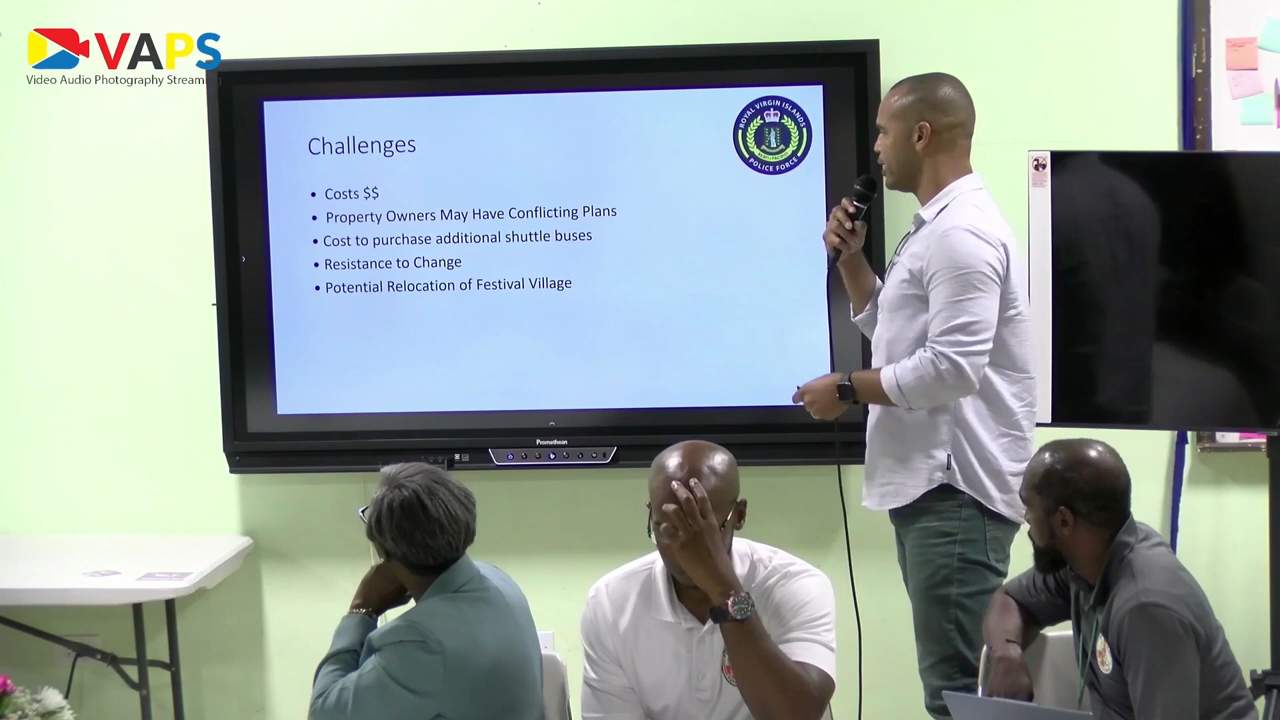 VAPS
Video Audio Photography Streami
Challenges
• Costs $$
• Property Owners May Have Conflicting Plans
• Cost to purchase additional shuttle buses
• Resistance to Change
• Potential Relocation of Festival Village
ROYAL VIRGIN ISLANDS
POLICE FORCE
Promethean